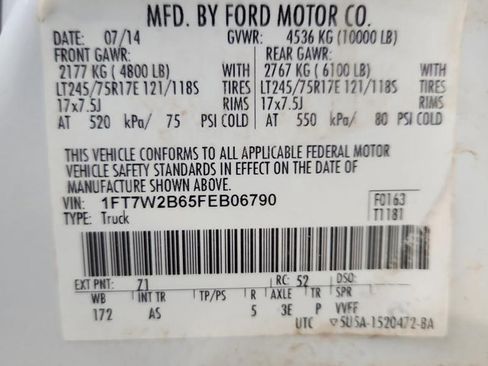 MFD. BY FORD MOTOR CO.
DATE: 07/14 GVWR: 4536 KG (10000 LB)
FRONT GAWR: REAR GAWR:
2177 KG ( 4800 LB) WITH 2767 KG ( 6100 LB) WITH
LT245/75R17E 121/118S TIRES LT245/75R17E 121/118S TIRES
17x7.5J RIMS 17x7.5J RIMS
AT 520 kPa/ 75 PSI COLD AT 550 kPa/ 80 PSI COLD
THIS VEHICLE CONFORMS TO ALL APPLICABLE FEDERAL MOTOR
VEHICLE SAFETY STANDARDS IN EFFECT ON THE DATE OF
MANUFACTURE SHOWN ABOVE.
VIN: 1FT7W2B65FEB06790 F0163
TYPE: Truck T1181
EXT PNT: Z1 RC: 52 DSO:
WB INT TR TP/PS R AXLE TR SPR
172 AS 5 3E P VVFF
UTC ▽5U5A-1520472-BA